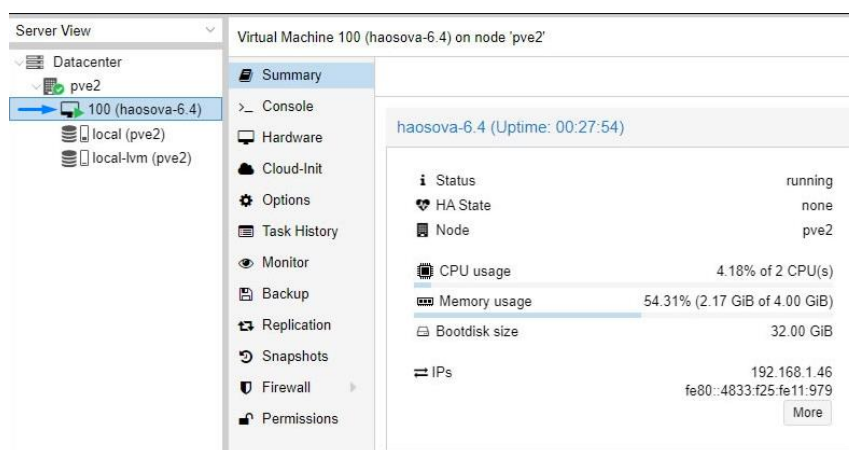 Server View
Virtual Machine 100 (haosova-6.4) on node 'pve2'
Datacenter
pve2
100 (haosova-6.4)
local (pve2)
local-lvm (pve2)
Summary
>_ Console
Hardware
Cloud-Init
Options
Task History
Monitor
Backup
Replication
Snapshots
Firewall
Permissions
haosova-6.4 (Uptime: 00:27:54)
Status running
HA State none
Node pve2
CPU usage 4.18% of 2 CPU(s)
Memory usage 54.31% (2.17 GiB of 4.00 GiB)
Bootdisk size 32.00 GiB
IPs 192.168.1.46
fe80::4833:f25:fe11:979
More